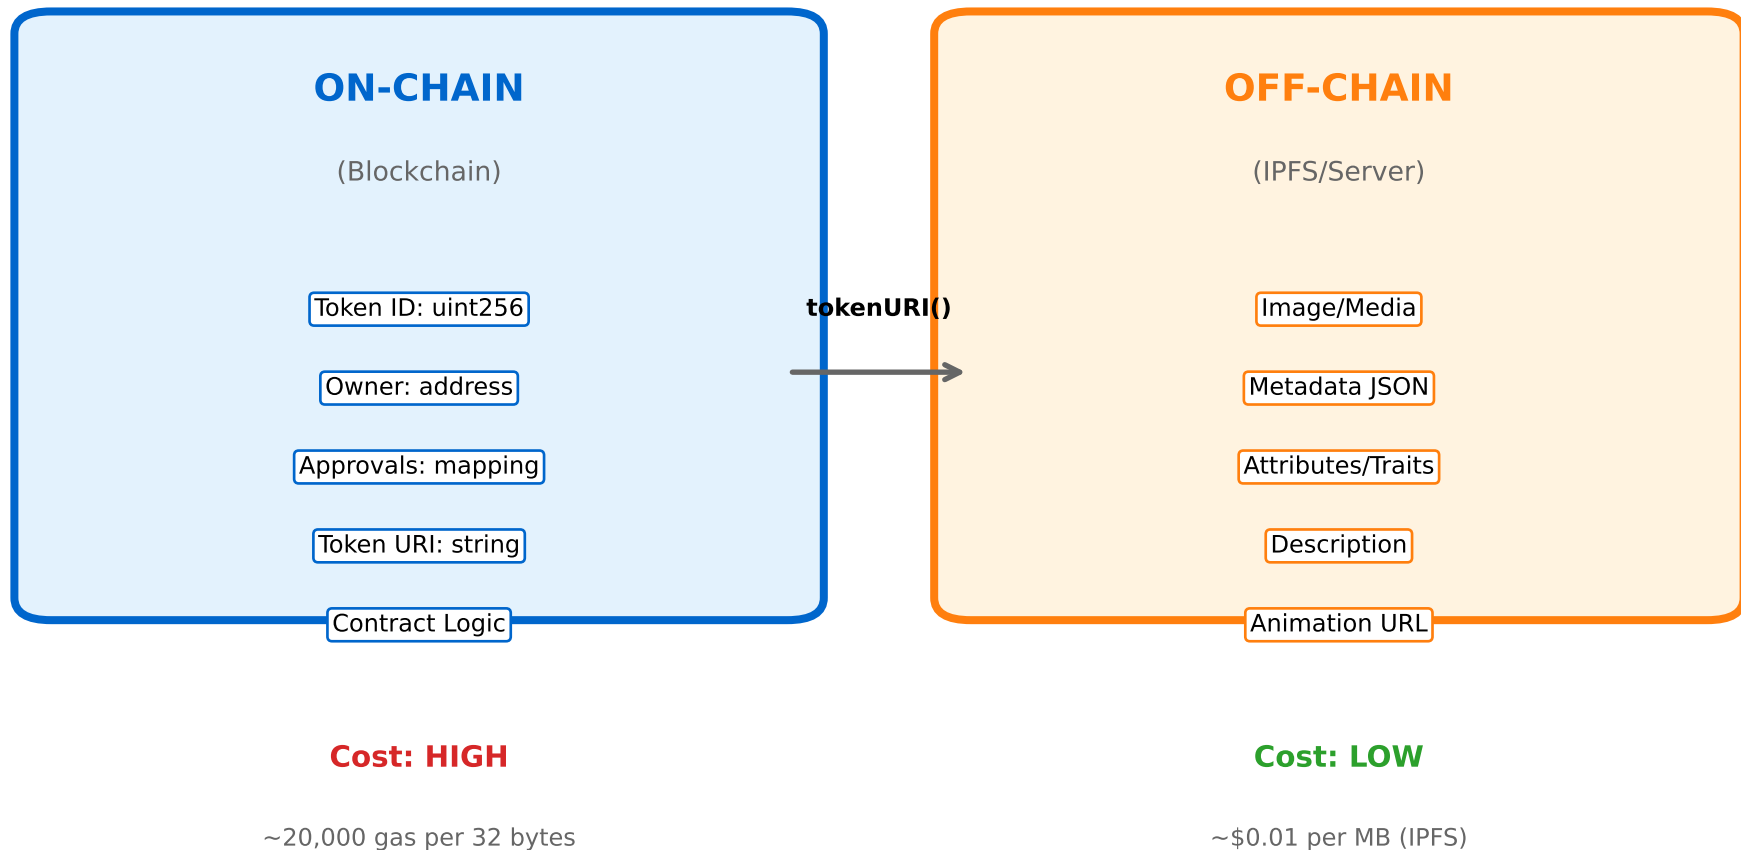 ON-CHAIN
(Blockchain)
Token ID: uint256
Owner: address
Approvals: mapping
Token URI: string
Contract Logic
Cost: HIGH
~20,000 gas per 32 bytes
tokenURI()
OFF-CHAIN
(IPFS/Server)
Image/Media
Metadata JSON
Attributes/Traits
Description
Animation URL
Cost: LOW
~$0.01 per MB (IPFS)